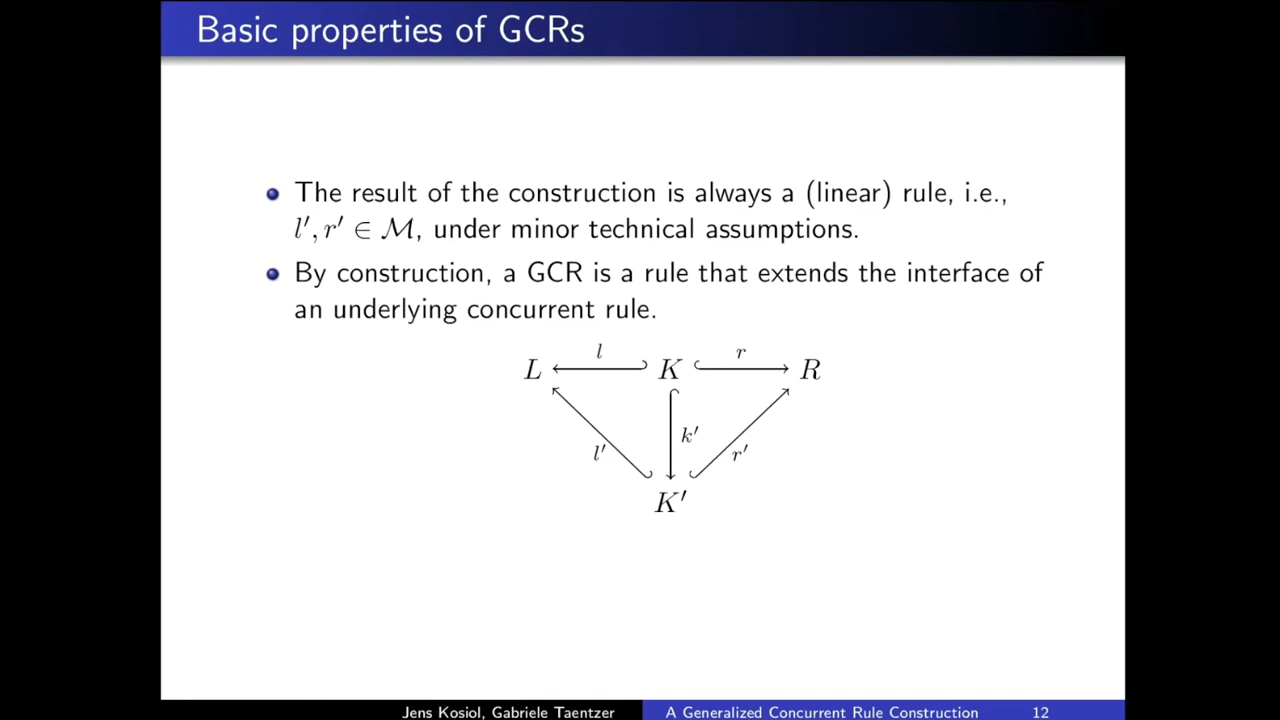 Basic properties of GCRs
The result of the construction is always a (linear) rule, i.e.,
l′, r′ ∈ ℳ, under minor technical assumptions.
By construction, a GCR is a rule that extends the interface of
an underlying concurrent rule.
l r
L K R
k′
l′ r′
K′
Jens Kosiol, Gabriele Taentzer A Generalized Concurrent Rule Construction 12